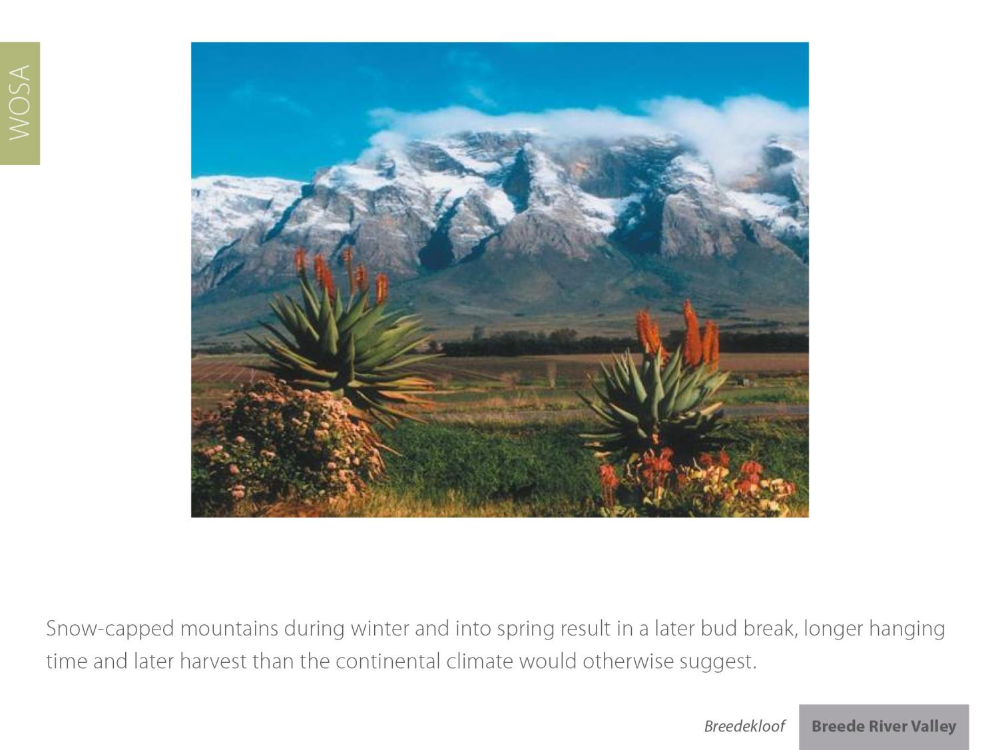 WOSA
Snow-capped mountains during winter and into spring result in a later bud break, longer hanging
time and later harvest than the continental climate would otherwise suggest.
Breedekloof
Breede River Valley